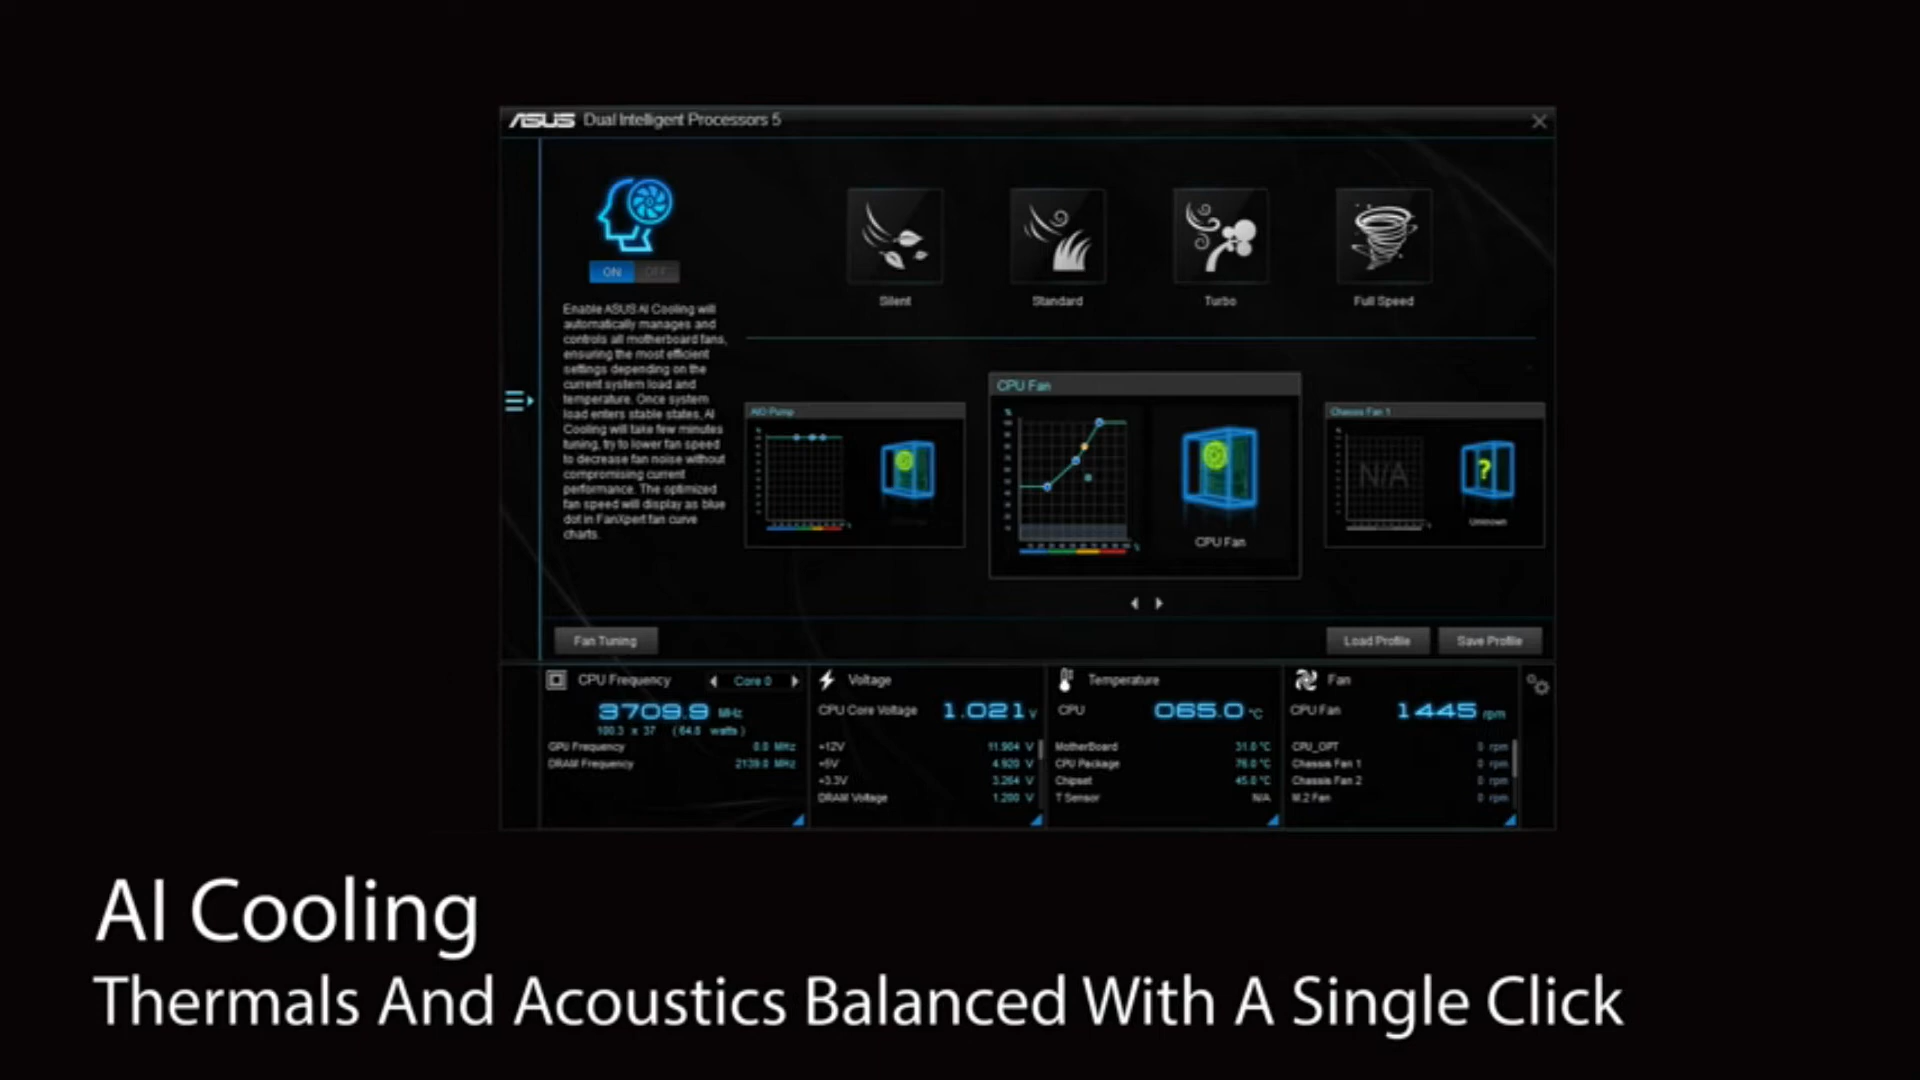 ASUS Dual Intelligent Processors 5
ON OFF
Enable ASUS AI Cooling will
automatically manages and
controls all motherboard fans,
ensuring the most efficient
settings depending on the
current system load and
temperature. Once system
load enters stable states, AI
Cooling will take few minutes
tuning, try to lower fan speed
to decrease fan noise without
compromising current
performance. The optimized
fan speed will display as blue
dot in FanXpert fan curve
charts.
Silent
Standard
Turbo
Full Speed
AIO Pump
CPU Fan
CPU Fan
Chassis Fan 1
N/A
?
Unknown
Fan Tuning
Load Profile
Save Profile
CPU Frequency
Core 0
3709.9 MHz
100.3 x 37 (64.8 watts)
GPU Frequency 0.0 MHz
DRAM Frequency 2139.0 MHz
Voltage
CPU Core Voltage 1.021 V
+12V 11.904 V
+5V 4.920 V
+3.3V 3.264 V
DRAM Voltage 1.200 V
Temperature
CPU 065.0 °C
MotherBoard 31.0 °C
CPU Package 76.0 °C
Chipset 45.0 °C
T Sensor N/A
Fan
CPU Fan 1445 rpm
CPU_OPT 0 rpm
Chassis Fan 1 0 rpm
Chassis Fan 2 0 rpm
M.2 Fan 0 rpm
AI Cooling
Thermals And Acoustics Balanced With A Single Click